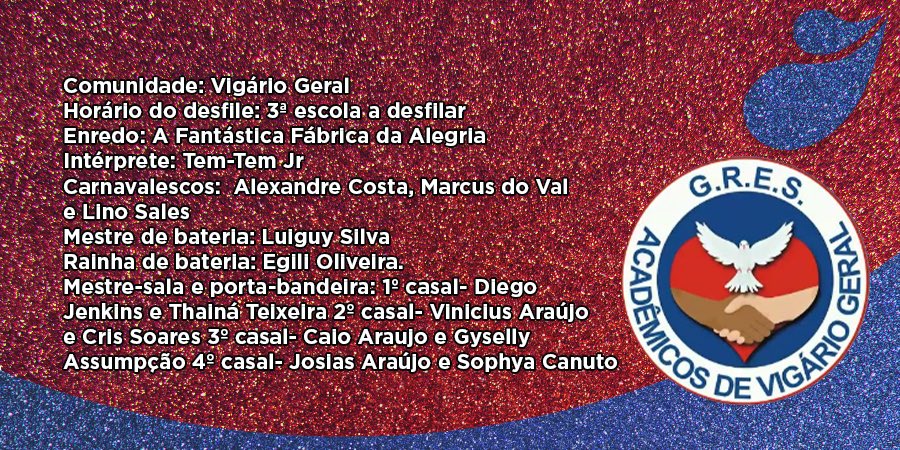 Comunidade: Vigário Geral
Horário do desfile: 3ª escola a desfilar
Enredo: A Fantástica Fábrica da Alegria
Intérprete: Tem-Tem Jr
Carnavalescos:  Alexandre Costa, Marcus do Val
e Lino Sales
Mestre de bateria: Luiguy Silva
Rainha de bateria: Egili Oliveira.
Mestre-sala e porta-bandeira: 1º casal- Diego
Jenkins e Thainá Teixeira 2º casal- Vinicius Araújo
e Cris Soares 3º casal- Caio Araujo e Gyselly
Assumpção 4º casal- Josias Araújo e Sophya Canuto
G.R.E.S.
ACADÊMICOS DE VIGÁRIO GERAL